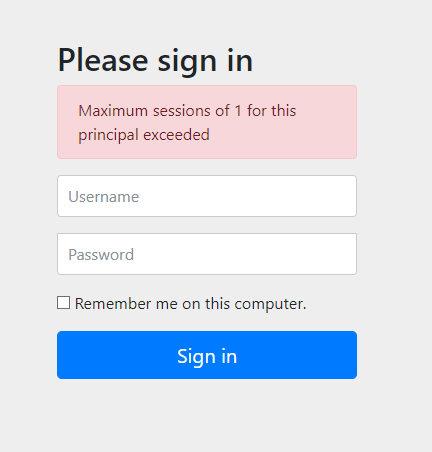 Please sign in
Maximum sessions of 1 for this
principal exceeded
Username
Password
Remember me on this computer.
Sign in